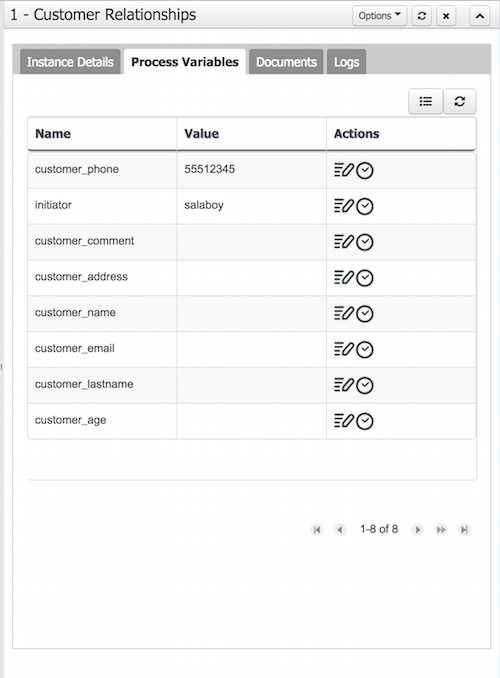 1 - Customer Relationships
Options
Instance Details Process Variables Documents Logs
Name Value Actions
customer_phone 55512345
initiator salaboy
customer_comment
customer_address
customer_name
customer_email
customer_lastname
customer_age
1-8 of 8